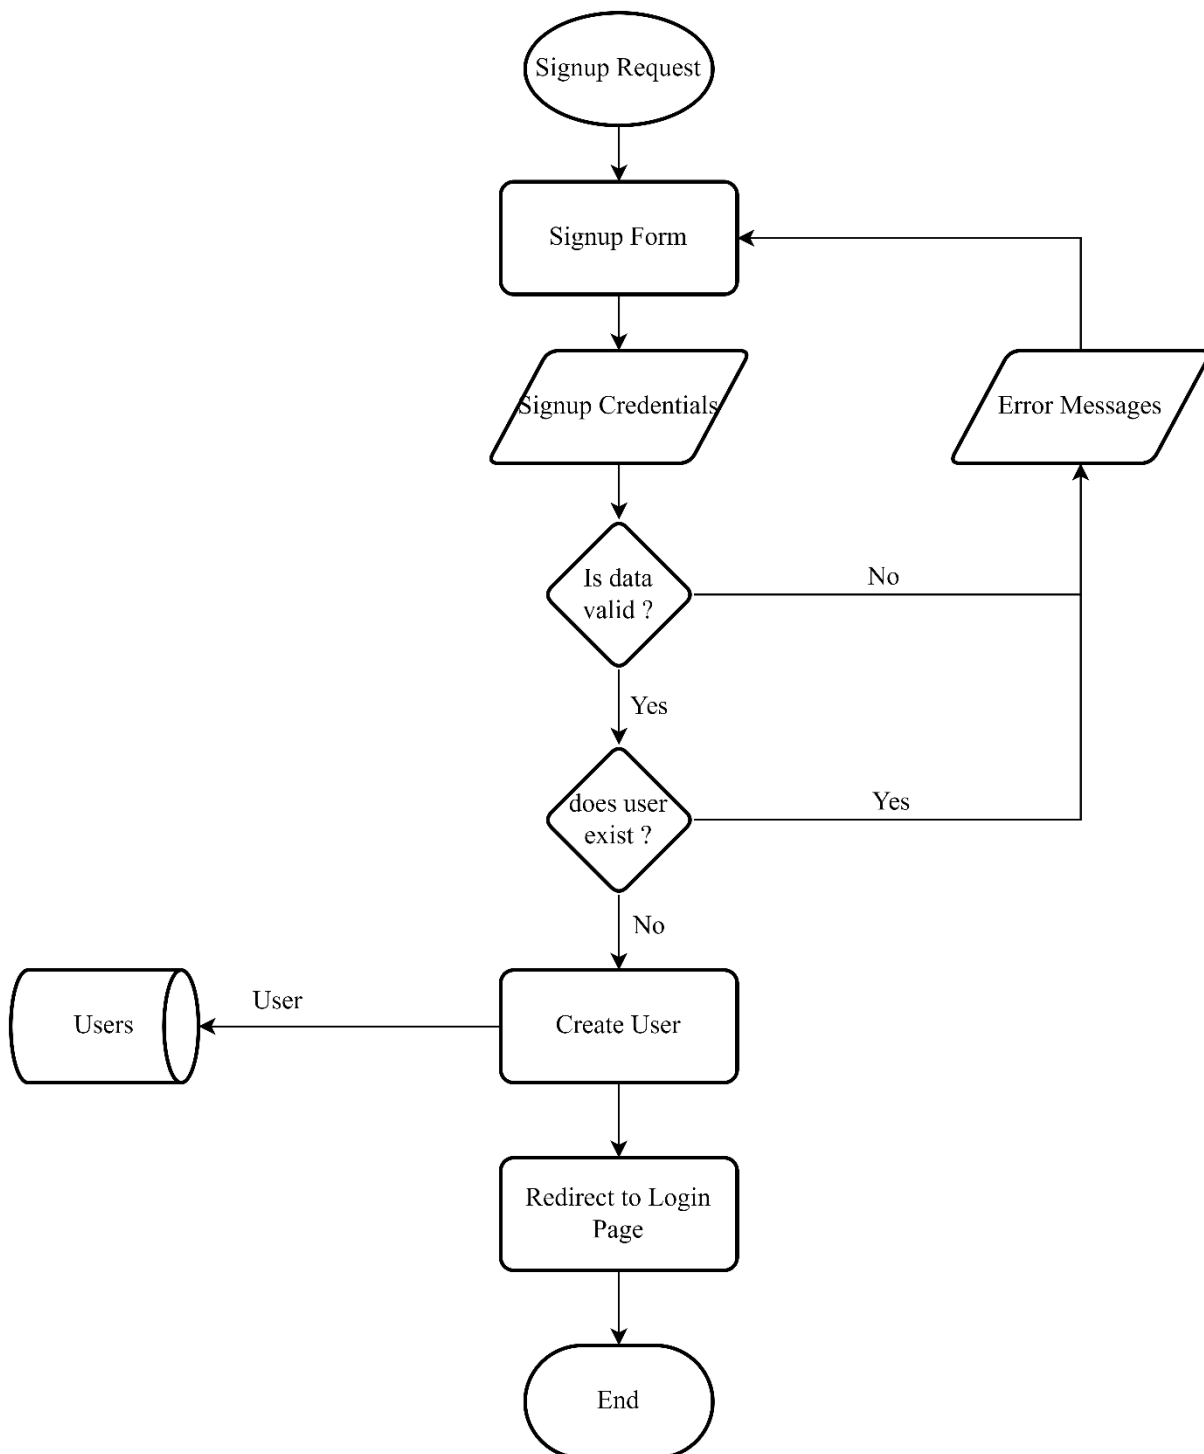 Signup Request
Signup Form
Signup Credentials
Error Messages
Is data
valid ?
No
Yes
does user
exist ?
Yes
No
Users
User
Create User
Redirect to Login
Page
End